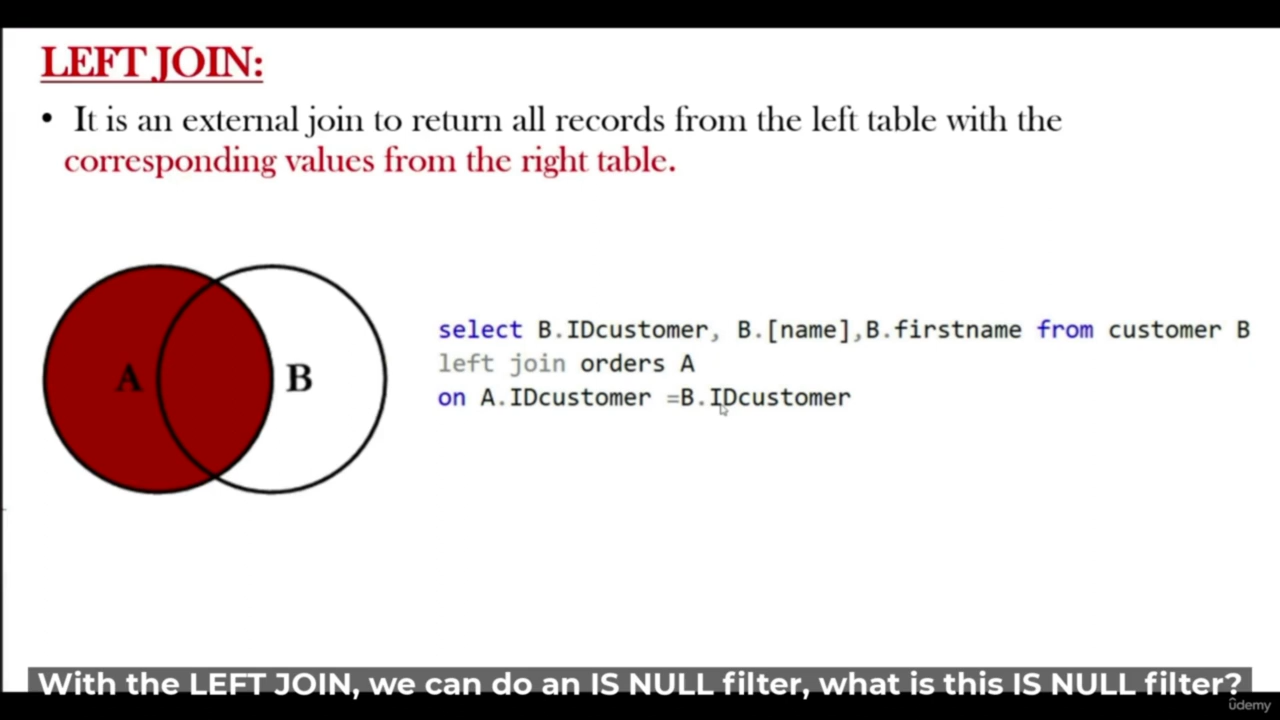 LEFT JOIN:
• It is an external join to return all records from the left table with the
corresponding values from the right table.
A
B
select B.IDcustomer, B.[name],B.firstname from customer B
left join orders A
on A.IDcustomer =B.IDcustomer
With the LEFT JOIN, we can do an IS NULL filter, what is this IS NULL filter?
ûdemy